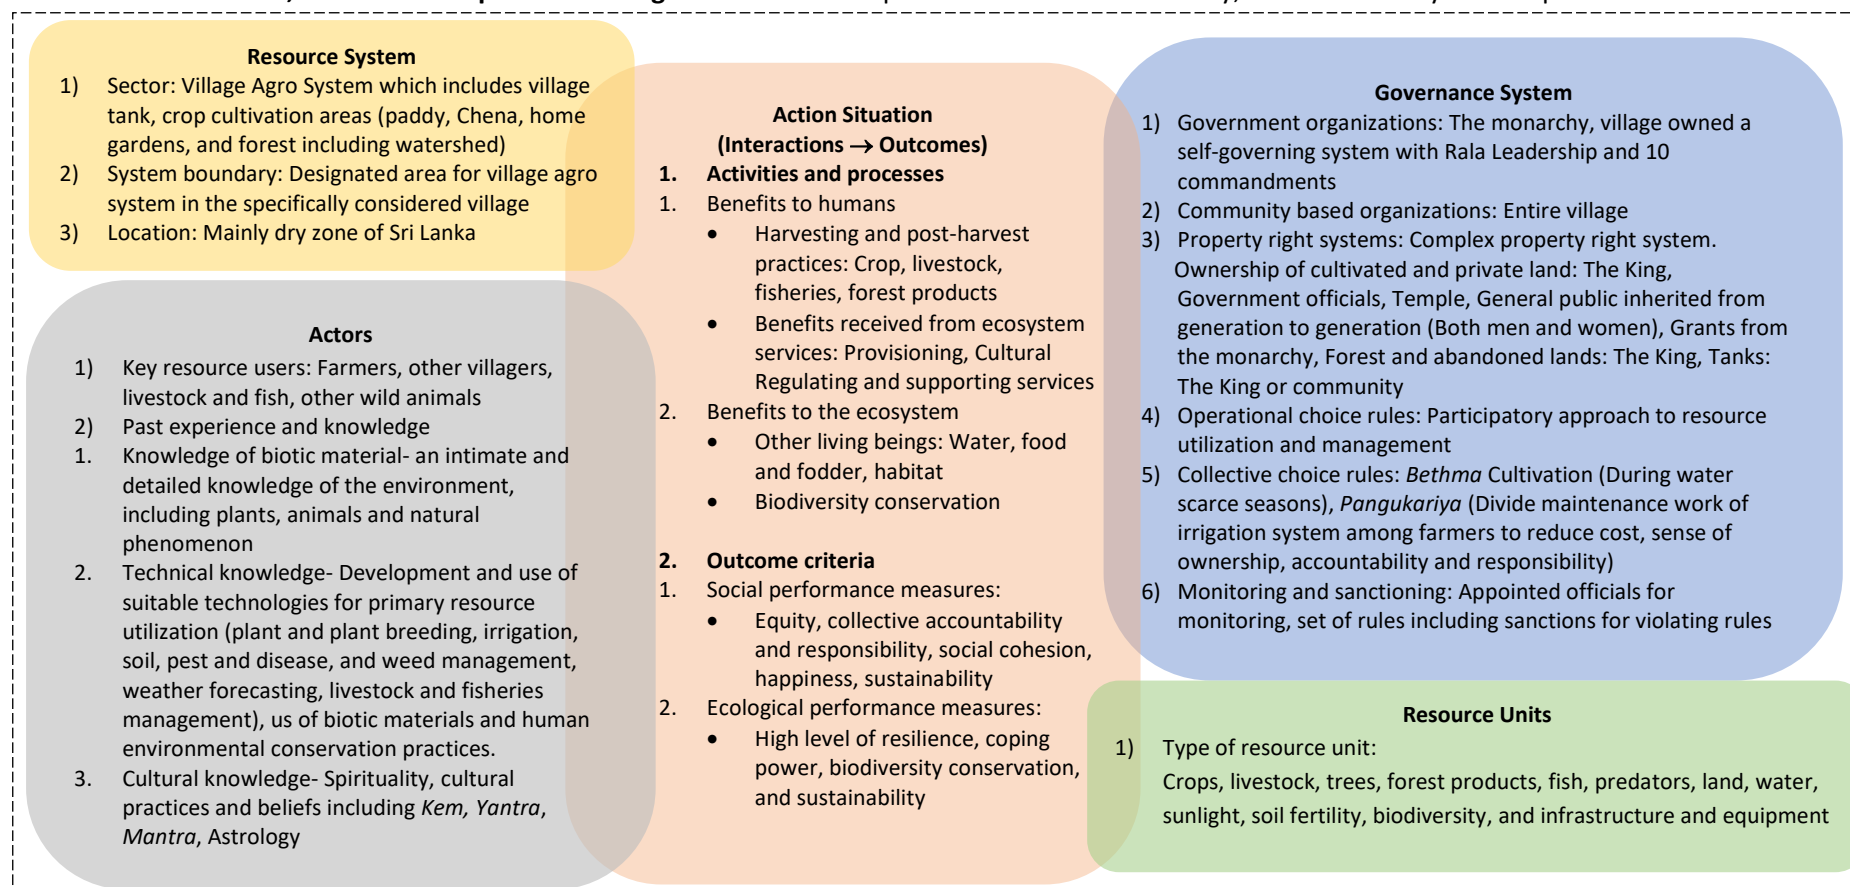 Resource System
1) Sector: Village Agro System which includes village
tank, crop cultivation areas (paddy, Chena, home
gardens, and forest including watershed)
2) System boundary: Designated area for village agro
system in the specifically considered village
3) Location: Mainly dry zone of Sri Lanka
Actors
1) Key resource users: Farmers, other villagers,
livestock and fish, other wild animals
2) Past experience and knowledge
1. Knowledge of biotic material- an intimate and
detailed knowledge of the environment,
including plants, animals and natural
phenomenon
2. Technical knowledge- Development and use of
suitable technologies for primary resource
utilization (plant and plant breeding, irrigation,
soil, pest and disease, and weed management,
weather forecasting, livestock and fisheries
management), us of biotic materials and human
environmental conservation practices.
3. Cultural knowledge- Spirituality, cultural
practices and beliefs including Kem, Yantra,
Mantra, Astrology
Action Situation
(Interactions → Outcomes)
1. Activities and processes
1. Benefits to humans
• Harvesting and post-harvest
practices: Crop, livestock,
fisheries, forest products
• Benefits received from ecosystem
services: Provisioning, Cultural
Regulating and supporting services
2. Benefits to the ecosystem
• Other living beings: Water, food
and fodder, habitat
• Biodiversity conservation
2. Outcome criteria
1. Social performance measures:
• Equity, collective accountability
and responsibility, social cohesion,
happiness, sustainability
2. Ecological performance measures:
• High level of resilience, coping
power, biodiversity conservation,
and sustainability
Governance System
1) Government organizations: The monarchy, village owned a
self-governing system with Rala Leadership and 10
commandments
2) Community based organizations: Entire village
3) Property right systems: Complex property right system.
Ownership of cultivated and private land: The King,
Government officials, Temple, General public inherited from
generation to generation (Both men and women), Grants from
the monarchy, Forest and abandoned lands: The King, Tanks:
The King or community
4) Operational choice rules: Participatory approach to resource
utilization and management
5) Collective choice rules: Bethma Cultivation (During water
scarce seasons), Pangukariya (Divide maintenance work of
irrigation system among farmers to reduce cost, sense of
ownership, accountability and responsibility)
6) Monitoring and sanctioning: Appointed officials for
monitoring, set of rules including sanctions for violating rules
Resource Units
1) Type of resource unit:
Crops, livestock, trees, forest products, fish, predators, land, water,
sunlight, soil fertility, biodiversity, and infrastructure and equipment